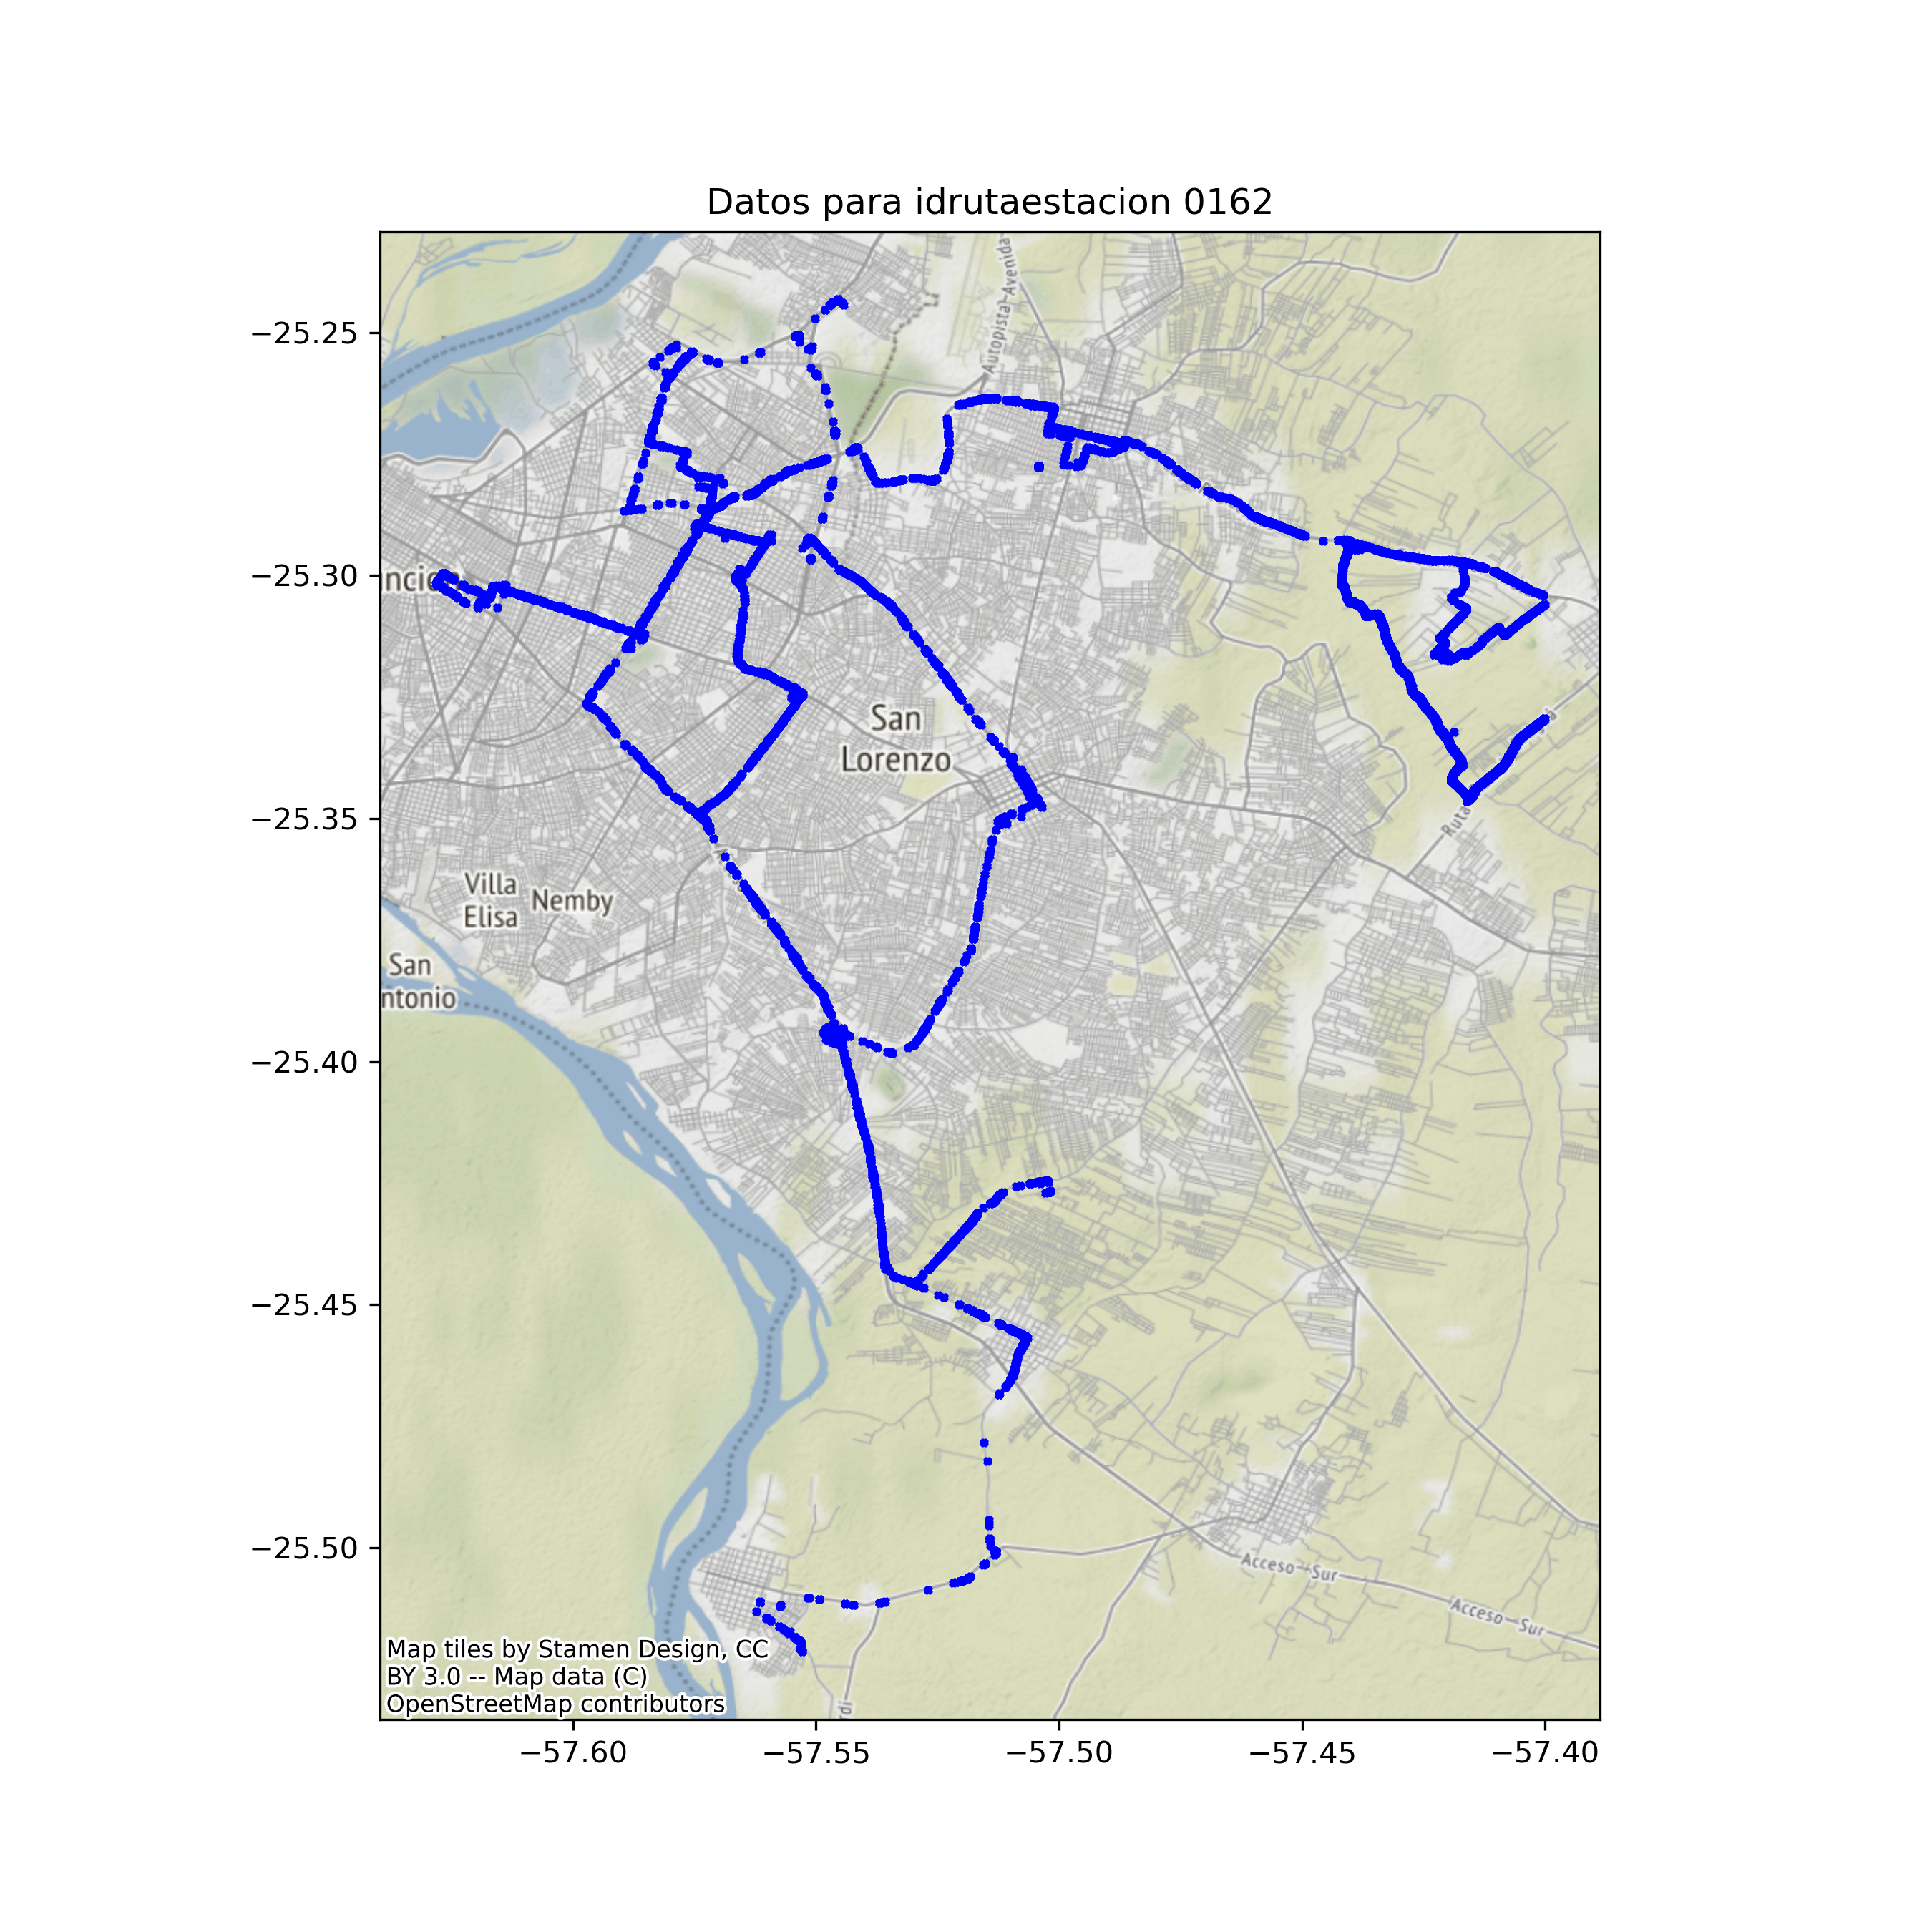 Datos para idrutaestacion 0162
−25.25
−25.30
−25.35
−25.40
−25.45
−25.50
Autopista-Avenida
ncion
San
Lorenzo
Ruta
Villa
Elisa
Nemby
San
ntonio
Acceso-Sur
Acceso-Sur
Map tiles by Stamen Design, CC
BY 3.0 -- Map data (C)
OpenStreetMap contributors
−57.60
−57.55
−57.50
−57.45
−57.40